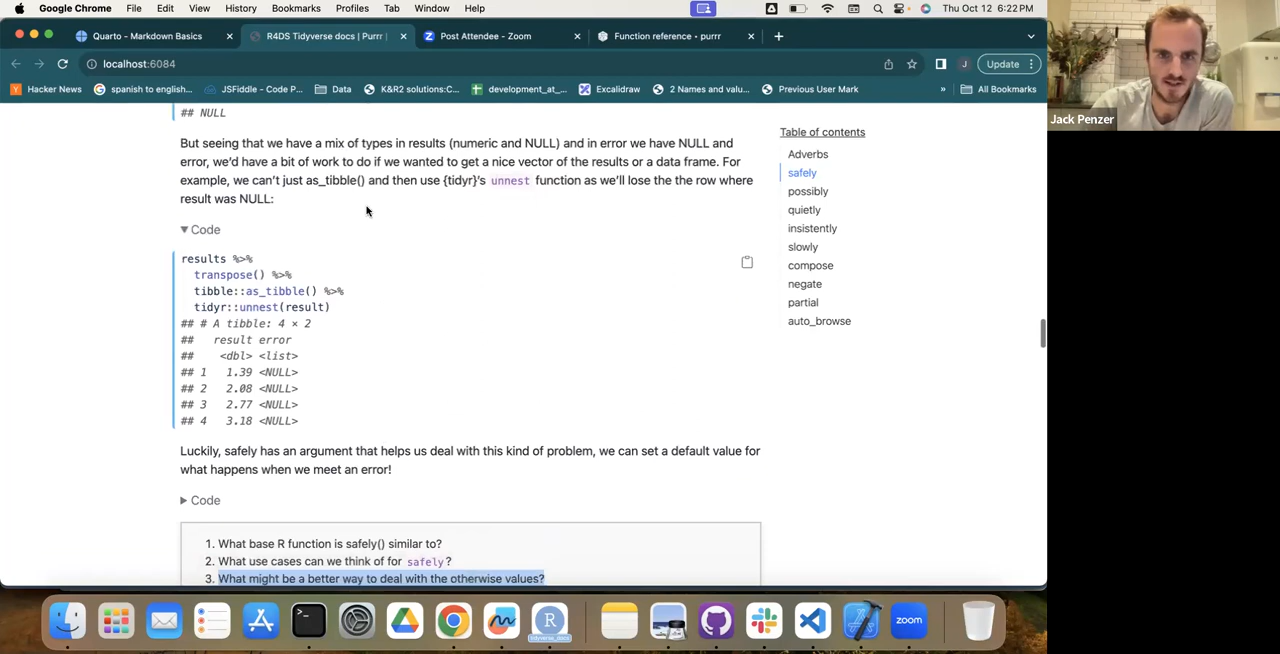 Google Chrome File Edit View History Bookmarks Profiles Tab Window Help Thu Oct 12 6:22 PM
Quarto - Markdown Basics R4DS Tidyverse docs | Purrr | Post Attendee - Zoom Function reference • purrr
localhost:6084 J Update
Hacker News spanish to english... JSFiddle - Code P... Data K&R2 solutions:C... development_at_... Excalidraw 2 Names and valu... Previous User Mark » All Bookmarks
Jack Penzer
## NULL
But seeing that we have a mix of types in results (numeric and NULL) and in error we have NULL and
error, we'd have a bit of work to do if we wanted to get a nice vector of the results or a data frame. For
example, we can't just as_tibble() and then use {tidyr}'s unnest function as we'll lose the the row where
result was NULL:
Code
results %>%
transpose() %>%
tibble::as_tibble() %>%
tidyr::unnest(result)
## # A tibble: 4 × 2
## result error
## <dbl> <list>
## 1 1.39 <NULL>
## 2 2.08 <NULL>
## 3 2.77 <NULL>
## 4 3.18 <NULL>
Luckily, safely has an argument that helps us deal with this kind of problem, we can set a default value for
what happens when we meet an error!
Code
1. What base R function is safely() similar to?
2. What use cases can we think of for safely?
3. What might be a better way to deal with the otherwise values?
Table of contents
Adverbs
safely
possibly
quietly
insistently
slowly
compose
negate
partial
auto_browse
R
tidyverse_docs
zoom